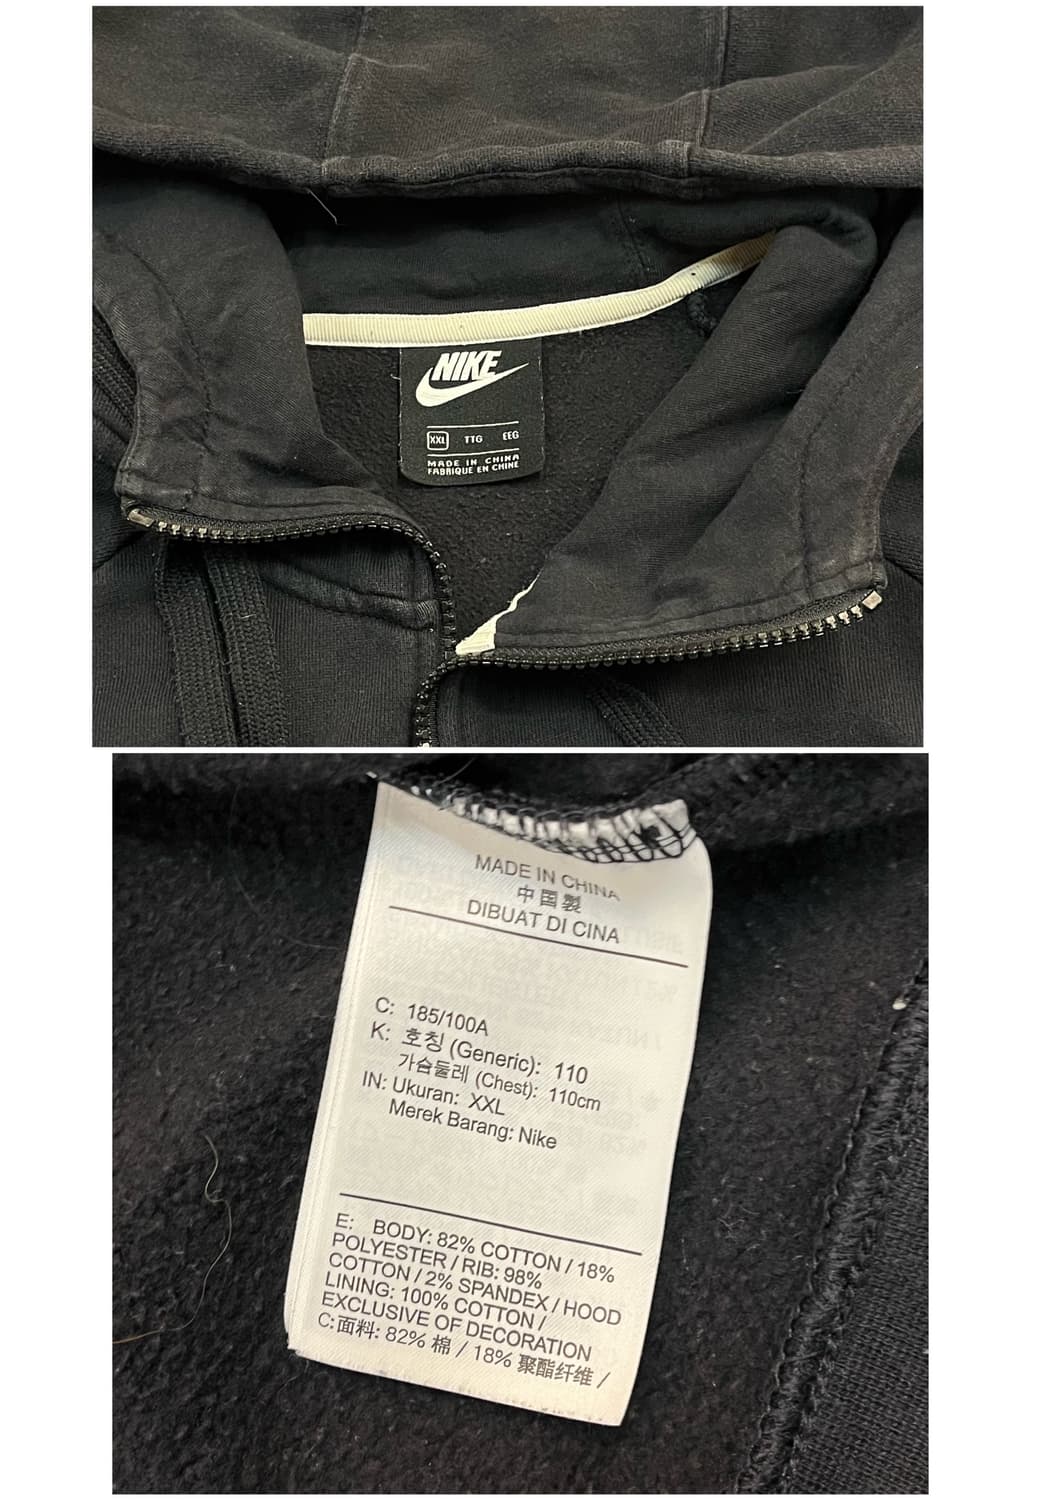 NIKE
XXL TTG EEG
MADE IN CHINA
FABRIQUE EN CHINE
MADE IN CHINA
中国製
DIBUAT DI CINA
C: 185/100A
K: 호칭 (Generic): 110
가슴둘레 (Chest): 110cm
IN: Ukuran: XXL
Merek Barang: Nike
E: BODY: 82% COTTON / 18%
POLYESTER / RIB: 98%
COTTON / 2% SPANDEX / HOOD
LINING: 100% COTTON /
EXCLUSIVE OF DECORATION
C:面料: 82% 棉 / 18% 聚酯纤维 /